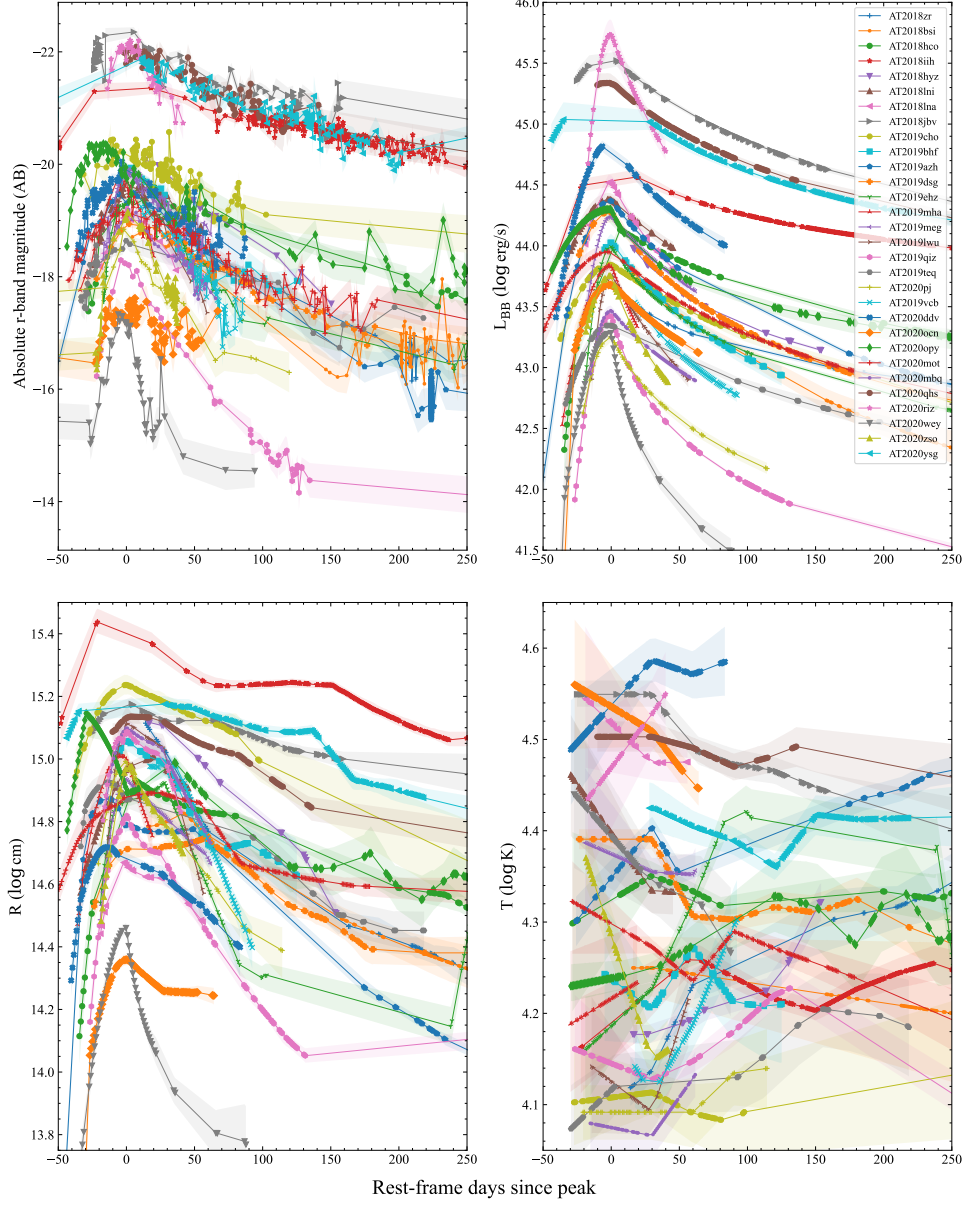 Absolute r-band magnitude (AB)
−22
−20
−18
−16
−14
−50 0 50 100 150 200 250
L_BB (log erg/s)
46.0
45.5
45.0
44.5
44.0
43.5
43.0
42.5
42.0
41.5
−50 0 50 100 150 200 250
AT2018zr
AT2018bsi
AT2018hco
AT2018iih
AT2018hyz
AT2018lni
AT2018lna
AT2018jbv
AT2019cho
AT2019bhf
AT2019azh
AT2019dsg
AT2019ehz
AT2019mha
AT2019meg
AT2019lwu
AT2019qiz
AT2019teq
AT2020pj
AT2019vcb
AT2020ddv
AT2020ocn
AT2020opy
AT2020mot
AT2020mbq
AT2020qhs
AT2020riz
AT2020wey
AT2020zso
AT2020ysg
R (log cm)
15.4
15.2
15.0
14.8
14.6
14.4
14.2
14.0
13.8
−50 0 50 100 150 200 250
T (log K)
4.6
4.5
4.4
4.3
4.2
4.1
−50 0 50 100 150 200 250
Rest-frame days since peak